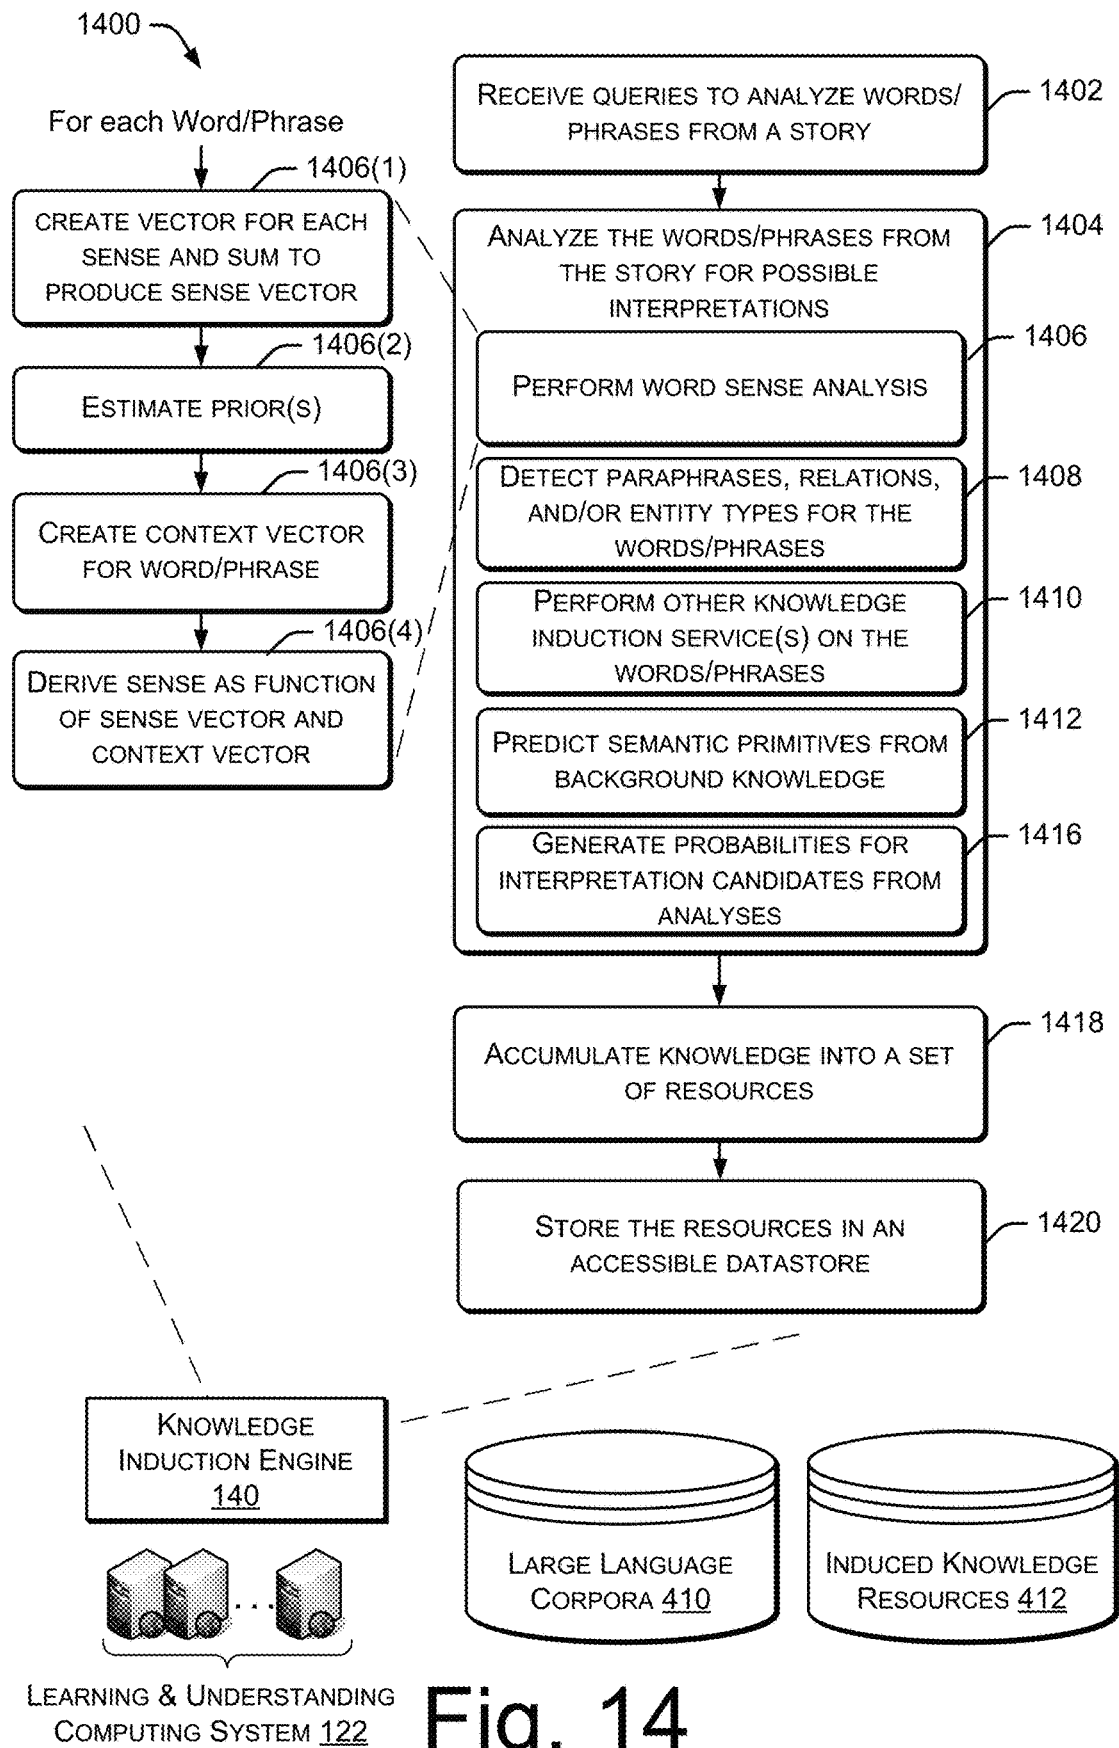 1400
For each Word/Phrase
1406(1)
CREATE VECTOR FOR EACH
SENSE AND SUM TO
PRODUCE SENSE VECTOR
1406(2)
ESTIMATE PRIOR(S)
1406(3)
CREATE CONTEXT VECTOR
FOR WORD/PHRASE
1406(4)
DERIVE SENSE AS FUNCTION
OF SENSE VECTOR AND
CONTEXT VECTOR
RECEIVE QUERIES TO ANALYZE WORDS/
PHRASES FROM A STORY
1402
ANALYZE THE WORDS/PHRASES FROM
THE STORY FOR POSSIBLE
INTERPRETATIONS
1404
PERFORM WORD SENSE ANALYSIS
1406
DETECT PARAPHRASES, RELATIONS,
AND/OR ENTITY TYPES FOR THE
WORDS/PHRASES
1408
PERFORM OTHER KNOWLEDGE
INDUCTION SERVICE(S) ON THE
WORDS/PHRASES
1410
PREDICT SEMANTIC PRIMITIVES FROM
BACKGROUND KNOWLEDGE
1412
GENERATE PROBABILITIES FOR
INTERPRETATION CANDIDATES FROM
ANALYSES
1416
ACCUMULATE KNOWLEDGE INTO A SET
OF RESOURCES
1418
STORE THE RESOURCES IN AN
ACCESSIBLE DATASTORE
1420
KNOWLEDGE
INDUCTION ENGINE
140
LARGE LANGUAGE
CORPORA 410
INDUCED KNOWLEDGE
RESOURCES 412
LEARNING & UNDERSTANDING
COMPUTING SYSTEM 122
Fig. 14